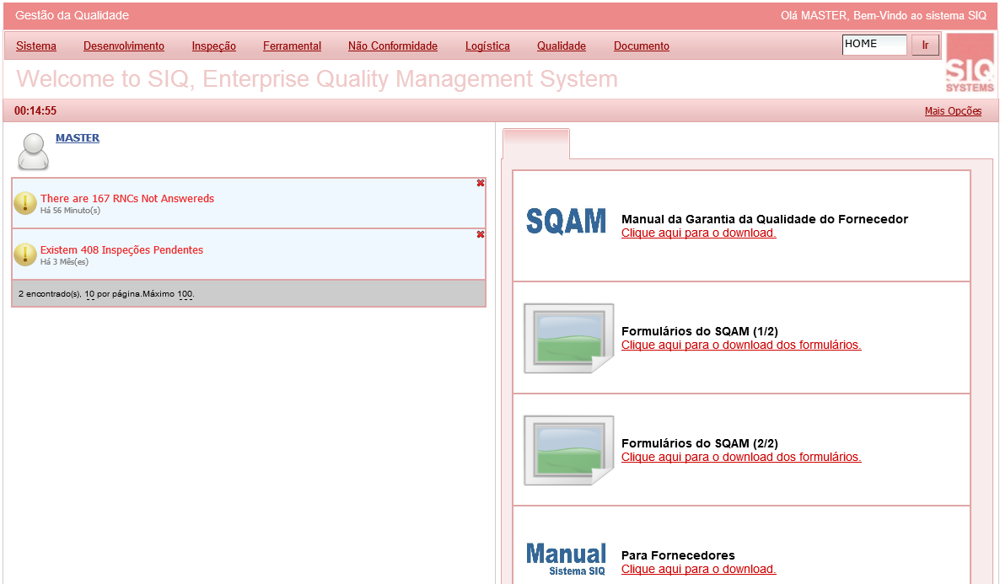 Gestão da Qualidade
Olá MASTER, Bem-Vindo ao sistema SIQ
Sistema Desenvolvimento Inspeção Ferramental Não Conformidade Logística Qualidade Documento
HOME Ir
SIQ
SYSTEMS
Welcome to SIQ, Enterprise Quality Management System
00:14:55
Mais Opções
MASTER
There are 167 RNCs Not Answereds
Há 56 Minuto(s)
Existem 408 Inspeções Pendentes
Há 3 Mês(es)
2 encontrado(s), 10 por página.Máximo 100.
SQAM
Manual da Garantia da Qualidade do Fornecedor
Clique aqui para o download.
Formulários do SQAM (1/2)
Clique aqui para o download dos formulários.
Formulários do SQAM (2/2)
Clique aqui para o download dos formulários.
Manual
Sistema SIQ
Para Fornecedores
Clique aqui para o download.